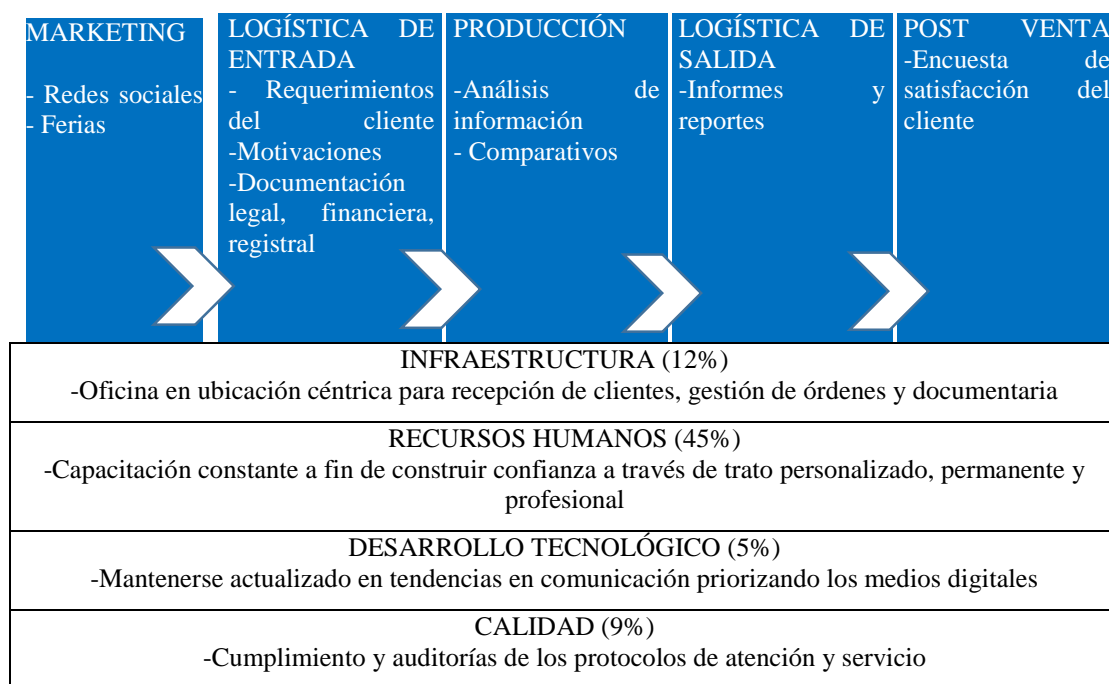 MARKETING
- Redes sociales
- Ferias
LOGÍSTICA DE
ENTRADA
- Requerimientos
del cliente
-Motivaciones
-Documentación
legal, financiera,
registral
PRODUCCIÓN
-Análisis de
información
- Comparativos
LOGÍSTICA DE
SALIDA
-Informes y
reportes
POST VENTA
-Encuesta de
satisfacción del
cliente
INFRAESTRUCTURA (12%)
-Oficina en ubicación céntrica para recepción de clientes, gestión de órdenes y documentaria
RECURSOS HUMANOS (45%)
-Capacitación constante a fin de construir confianza a través de trato personalizado, permanente y
profesional
DESARROLLO TECNOLÓGICO (5%)
-Mantenerse actualizado en tendencias en comunicación priorizando los medios digitales
CALIDAD (9%)
-Cumplimiento y auditorías de los protocolos de atención y servicio